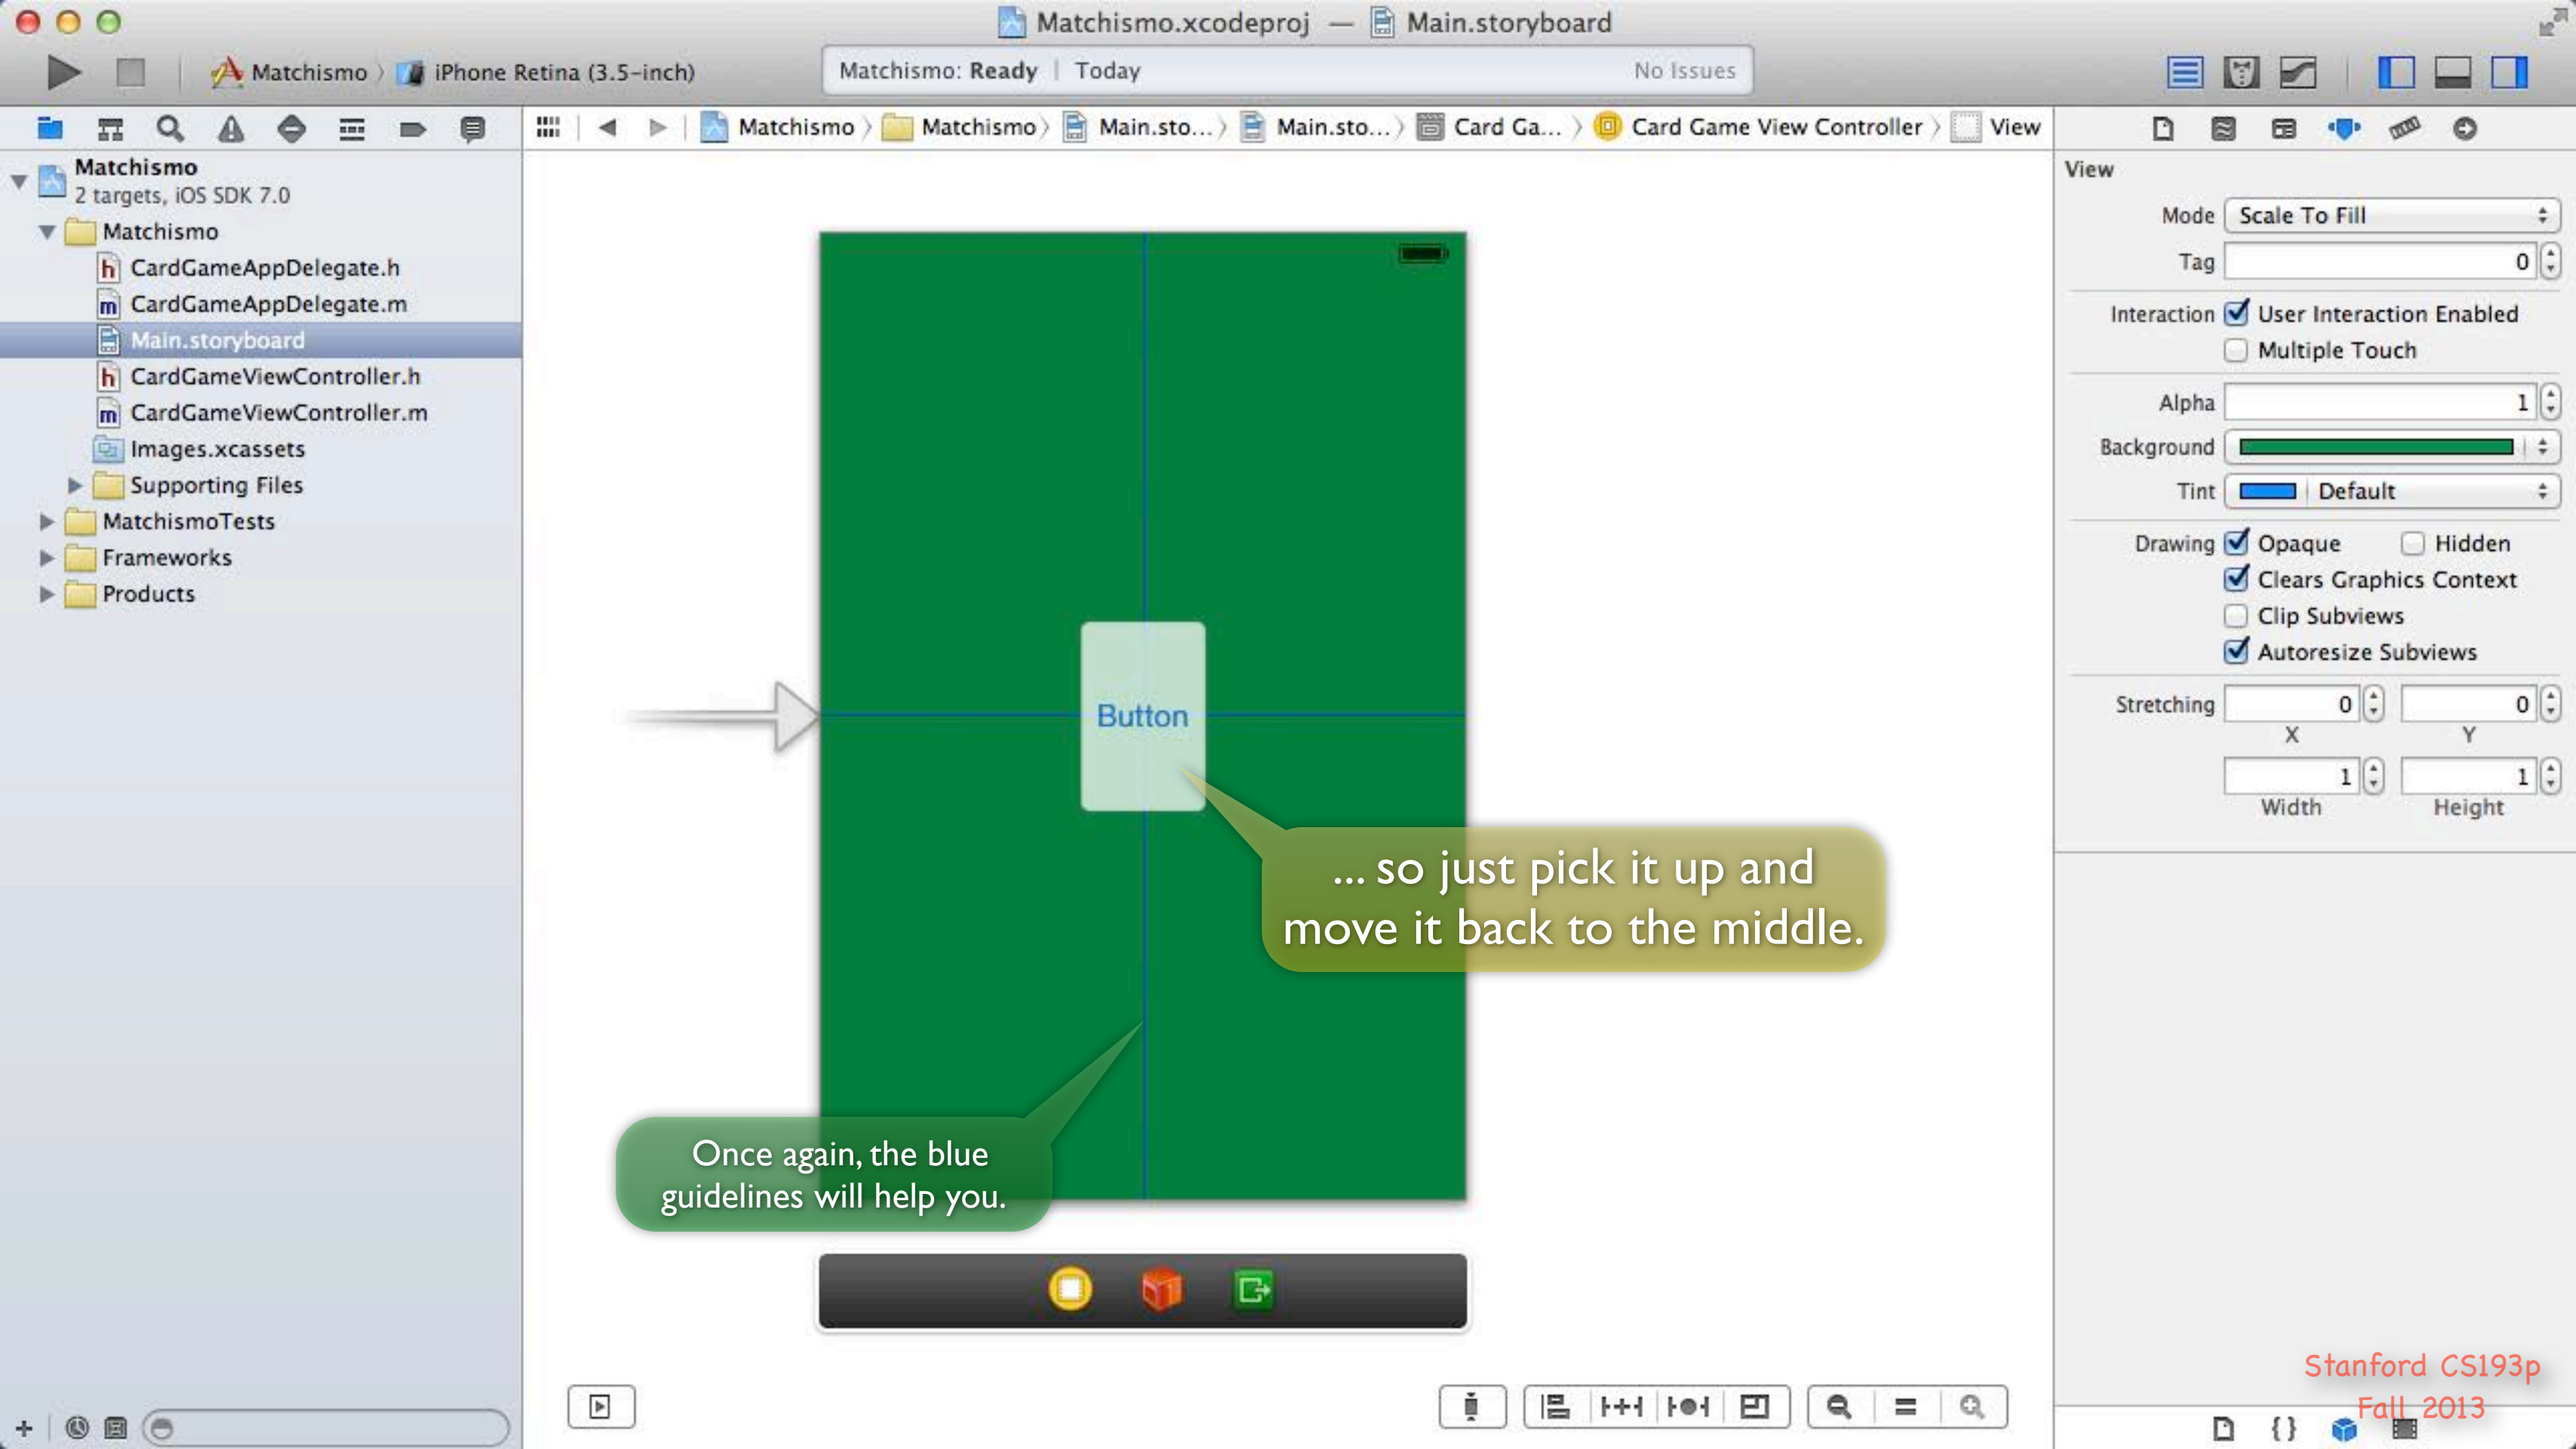 Matchismo.xcodeproj — Main.storyboard
Matchismo 〉 iPhone Retina (3.5-inch)
Matchismo: Ready | Today
No Issues
Matchismo 〉 Matchismo 〉 Main.sto... 〉 Main.sto... 〉 Card Ga... 〉 Card Game View Controller 〉 View
Matchismo
2 targets, iOS SDK 7.0
Matchismo
h CardGameAppDelegate.h
m CardGameAppDelegate.m
Main.storyboard
h CardGameViewController.h
m CardGameViewController.m
Images.xcassets
Supporting Files
MatchismoTests
Frameworks
Products
Button
... so just pick it up and
move it back to the middle.
Once again, the blue
guidelines will help you.
View
Mode Scale To Fill
Tag 0
Interaction User Interaction Enabled
Multiple Touch
Alpha 1
Background
Tint Default
Drawing Opaque Hidden
Clears Graphics Context
Clip Subviews
Autoresize Subviews
Stretching 0 0
X Y
1 1
Width Height
Stanford CS193p
Fall 2013